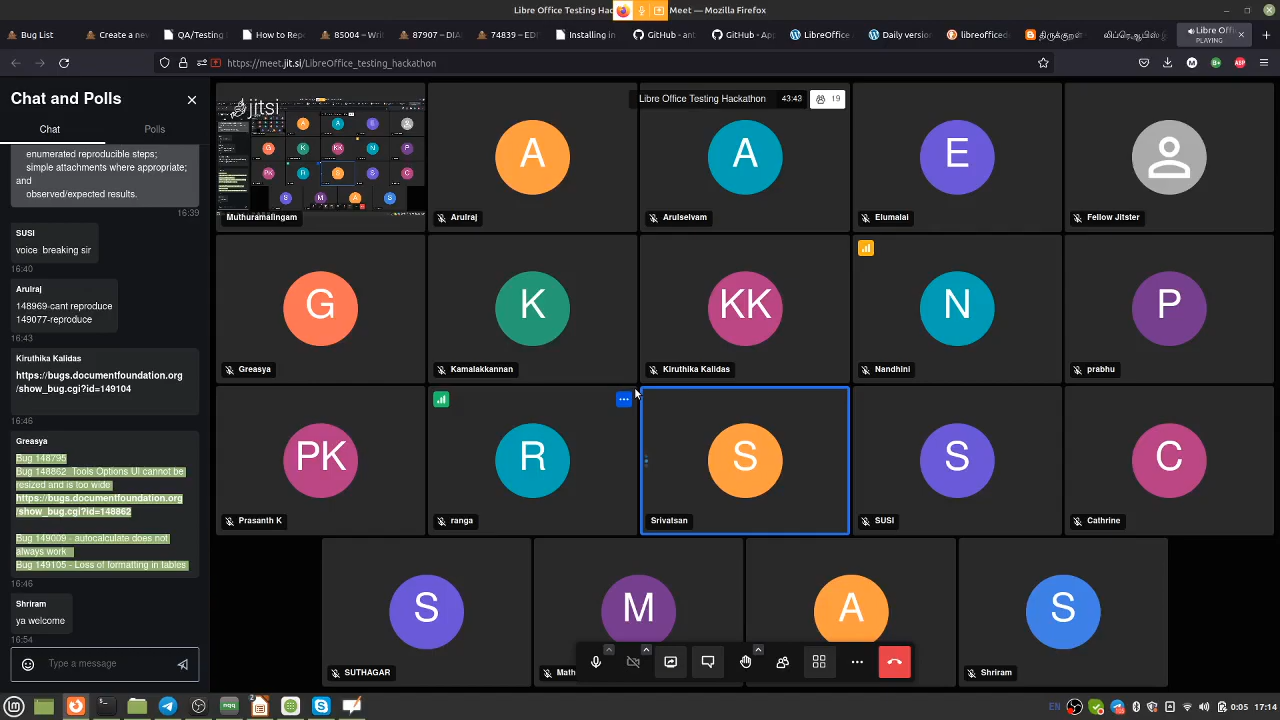 Libre Office Testing Hac
Meet — Mozilla Firefox
Bug List
Create a new
QA/Testing
How to Repo
85004 – Writ
87907 – DIA
74839 – EDI
Installing in
GitHub - ant
GitHub - App
LibreOffice
Daily version
libreofficed
திருக்குறள்
லிப்ரெஆபிஸ்
Libre Offi
PLAYING
https://meet.jit.si/LibreOffice_testing_hackathon
Chat and Polls
Chat
Polls
enumerated reproducible steps;
simple attachments where appropriate;
and
observed/expected results.
16:39
SUSI
voice breaking sir
16:40
Arulraj
148969-cant reproduce
149077-reproduce
16:43
Kiruthika Kalidas
https://bugs.documentfoundation.org
/show_bug.cgi?id=149104
16:46
Greasya
Bug 148795
Bug 148862 Tools Options UI cannot be
resized and is too wide
https://bugs.documentfoundation.org
/show_bug.cgi?id=148862
Bug 149009 - autocalculate does not
always work
Bug 149105 - Loss of formatting in tables
16:46
Shriram
ya welcome
16:54
Type a message
jitsi
Libre Office Testing Hackathon
43:43
19
Muthuramalingam
A
Arulraj
A
Arulselvam
E
Elumalai
Fellow Jitster
G
Greasya
K
Kamalakkannan
KK
Kiruthika Kalidas
N
Nandhini
P
prabhu
PK
Prasanth K
R
ranga
S
Srivatsan
S
SUSI
C
Cathrine
S
SUTHAGAR
M
Math
A
S
Shriram
EN
0:05
17:14